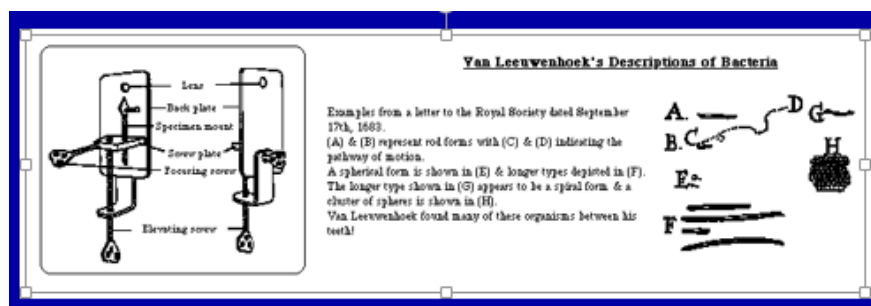 Lens
Back plate
Specimen mount
Screw plate
Focusing screw
Elevating screw
Van Leeuwenhoek's Descriptions of Bacteria
Examples from a letter to the Royal Society dated September
17th, 1683.
(A) & (B) represent rod forms with (C) & (D) indicating the
pathway of motion.
A spherical form is shown in (E) & longer types depicted in (F).
The longer type shown in (G) appears to be a spiral form & a
cluster of spheres is shown in (H).
Van Leeuwenhoek found many of these organisms between his
teeth!
A.
D
G
B.
C
H
E
F